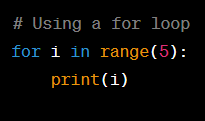 # Using a for loop
for i in range(5):
    print(i)